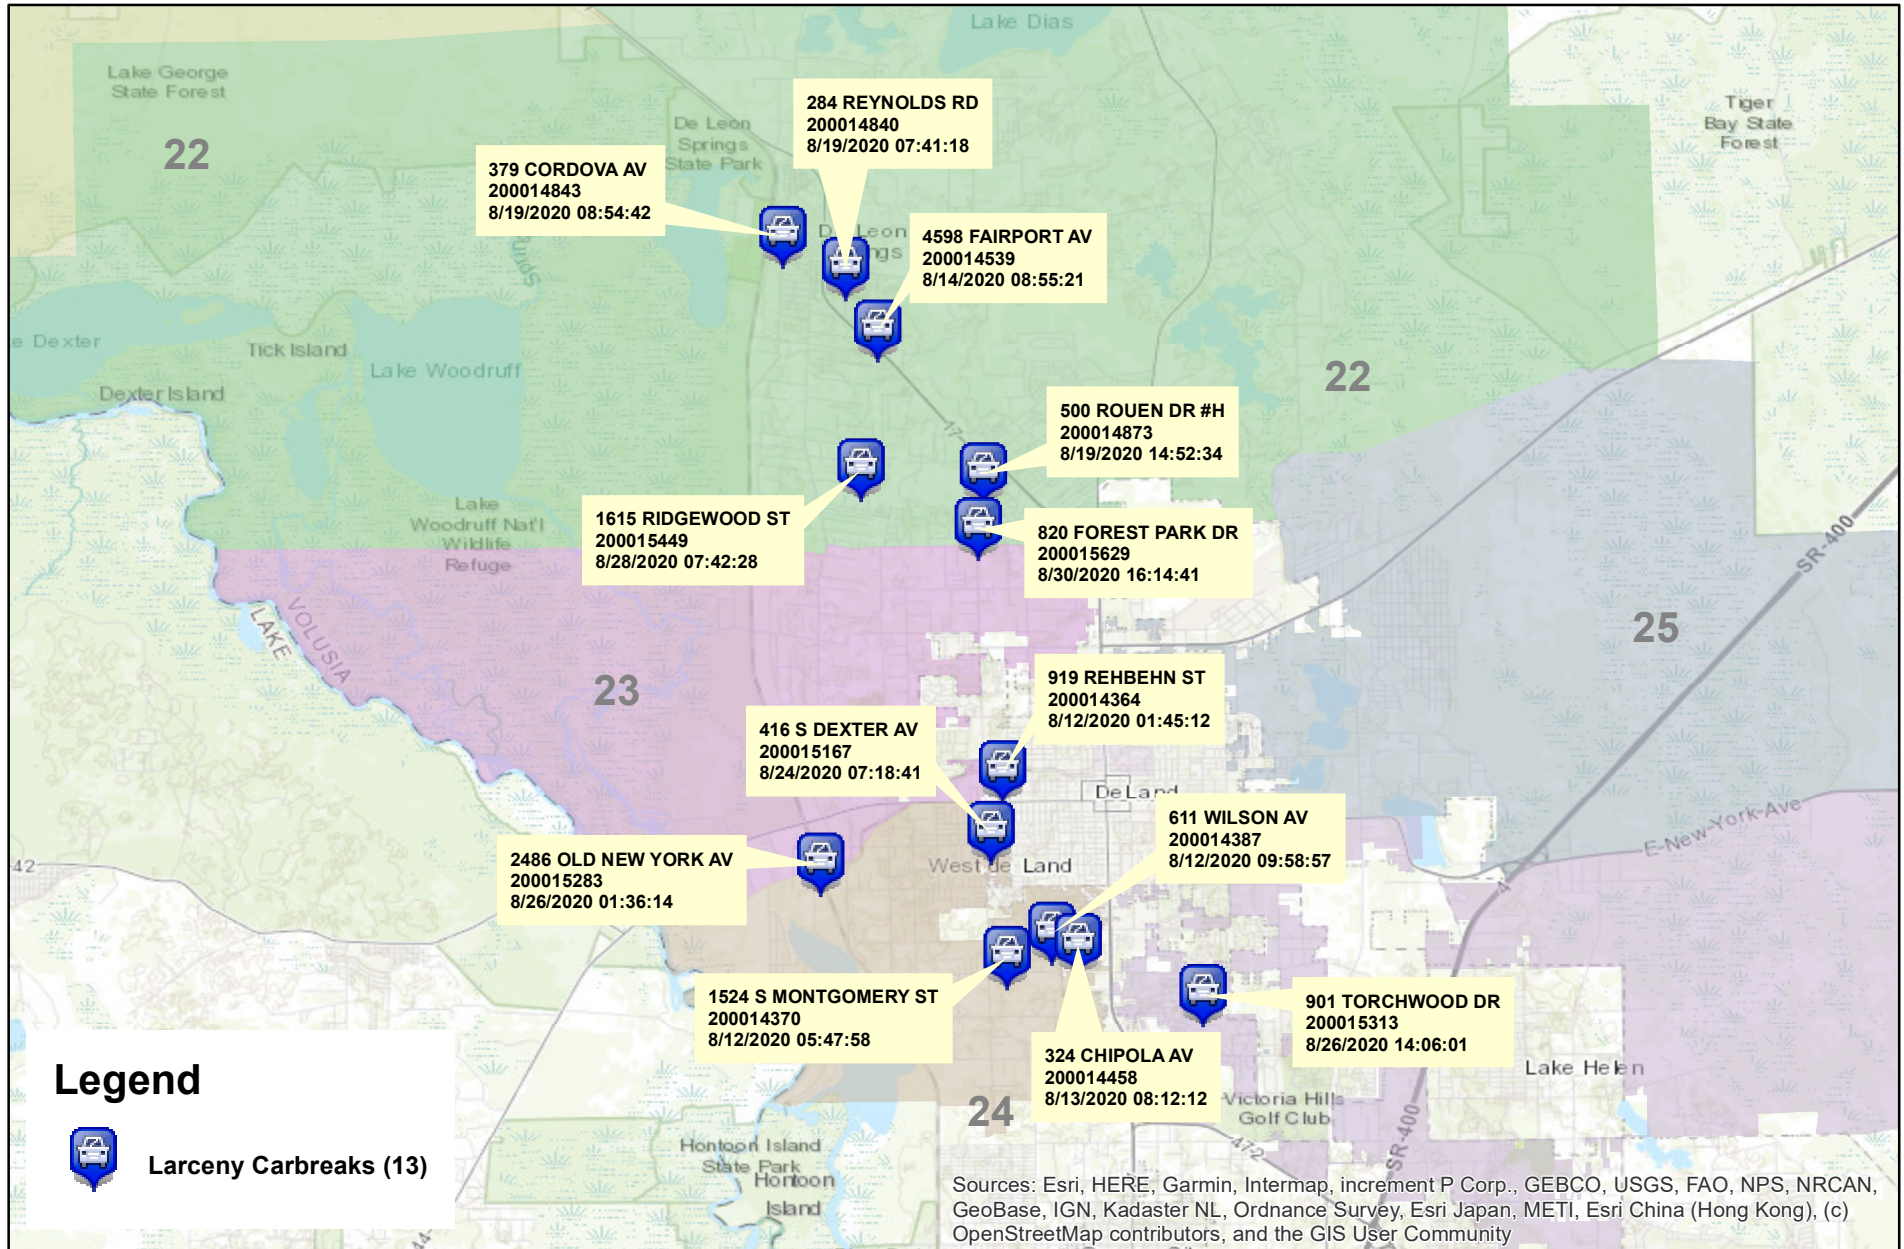 Lake Dias
Lake George
State Forest
22
De Leon
Springs
State Park
284 REYNOLDS RD
200014840
8/19/2020 07:41:18
Tiger
Bay State
Forest
379 CORDOVA AV
200014843
8/19/2020 08:54:42
4598 FAIRPORT AV
200014539
8/14/2020 08:55:21
Tick Island
Lake Woodruff
Dexter Island
22
17
500 ROUEN DR #H
200014873
8/19/2020 14:52:34
Lake
Woodruff Nat'l
Wildlife
Refuge
1615 RIDGEWOOD ST
200015449
8/28/2020 07:42:28
820 FOREST PARK DR
200015629
8/30/2020 16:14:41
SR-400
LAKE
VOLUSIA
23
25
919 REHBEHN ST
200014364
8/12/2020 01:45:12
416 S DEXTER AV
200015167
8/24/2020 07:18:41
DeLand
611 WILSON AV
200014387
8/12/2020 09:58:57
E-New-York-Ave
2486 OLD NEW YORK AV
200015283
8/26/2020 01:36:14
42
4
1524 S MONTGOMERY ST
200014370
8/12/2020 05:47:58
901 TORCHWOOD DR
200015313
8/26/2020 14:06:01
324 CHIPOLA AV
200014458
8/13/2020 08:12:12
24
Lake Helen
Victoria Hills
Golf Club
472
SR-400
Hontoon Island
State Park
Hontoon
Island
44
Legend
Larceny Carbreaks (13)
Sources: Esri, HERE, Garmin, Intermap, increment P Corp., GEBCO, USGS, FAO, NPS, NRCAN,
GeoBase, IGN, Kadaster NL, Ordnance Survey, Esri Japan, METI, Esri China (Hong Kong), (c)
OpenStreetMap contributors, and the GIS User Community